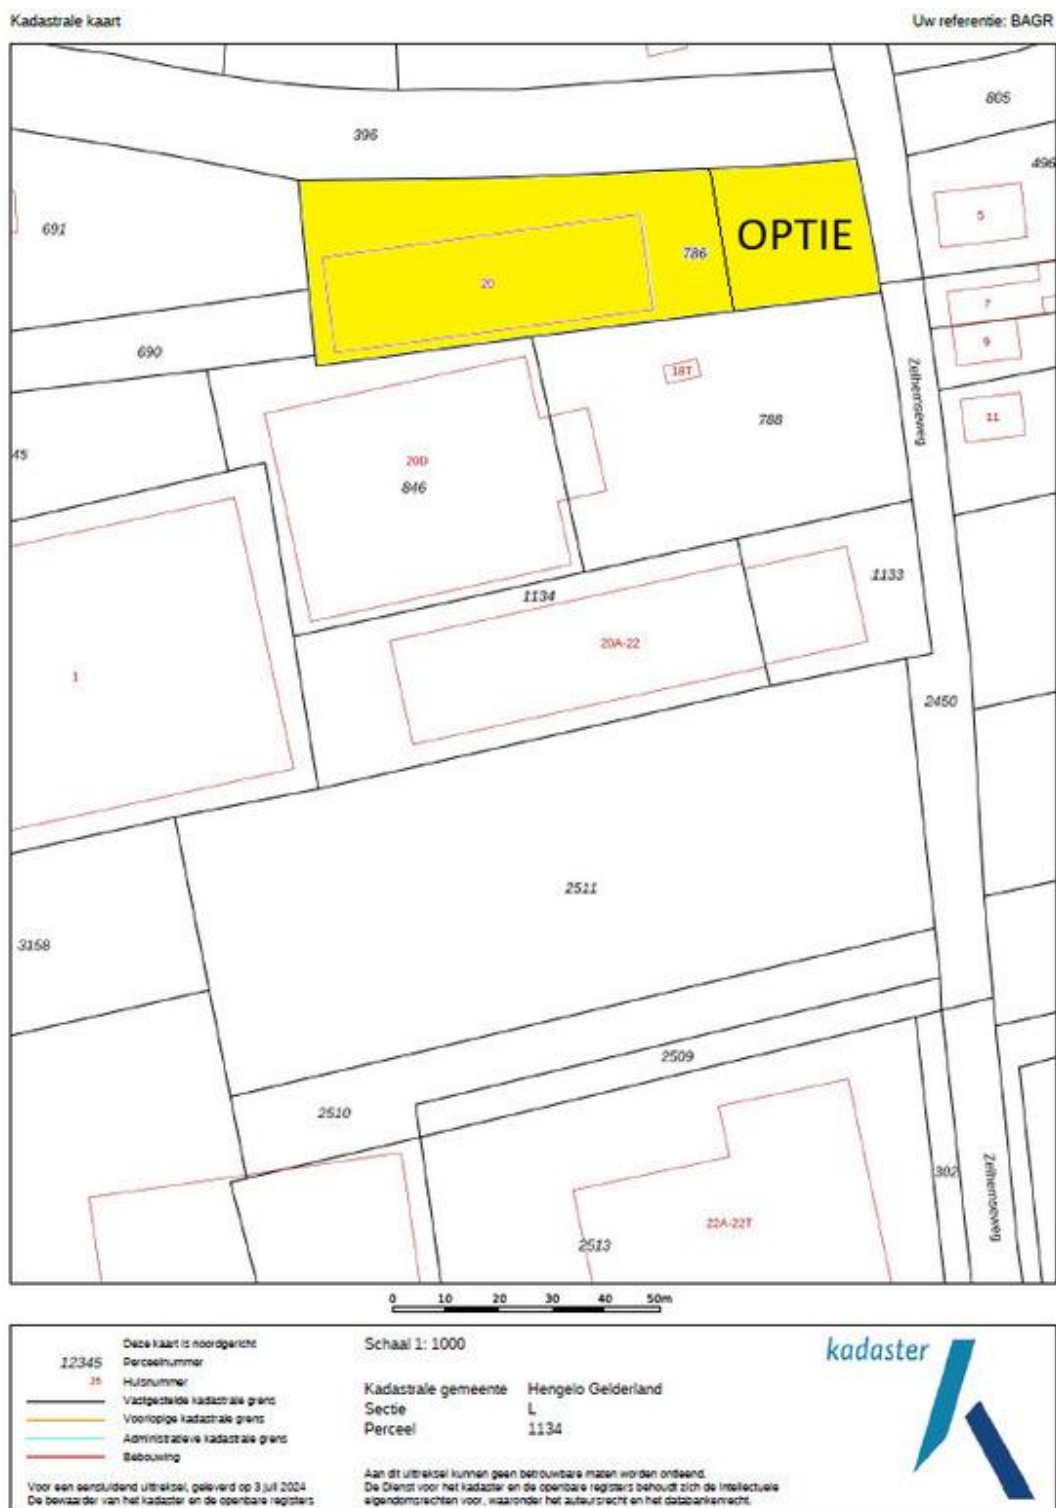 Kadastrale kaart
Uw referentie: BAGR
805
396
496
5
691
OPTIE
786
20
7
690
9
18T
Zelhemseweg
788
11
45
20D
846
1133
1134
20A-22
1
2450
2511
3158
2509
2510
302
Zelhemseweg
22A-22T
2513
0 10 20 30 40 50m
Deze kaart is noordgericht
12345 Perceelnummer
25 Huisnummer
Vastgestelde kadastrale grens
Voorlopige kadastrale grens
Administratieve kadastrale grens
Bebouwing
Voor een eensluidend uittreksel, geleverd op 3 juli 2024
De bewaarder van het kadaster en de openbare registers
Schaal 1: 1000
Kadastrale gemeente Hengelo Gelderland
Sectie L
Perceel 1134
Aan dit uittreksel kunnen geen betrouwbare maten worden ontleend.
De Dienst voor het kadaster en de openbare registers behoudt zich de intellectuele
eigendomsrechten voor, waaronder het auteursrecht en het databankenrecht.
kadaster